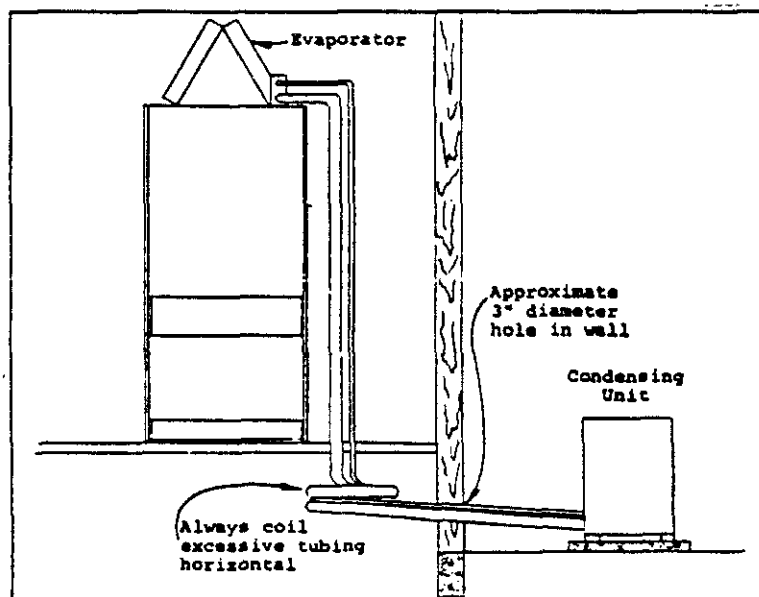 Evaporator
Approximate
3" diameter
hole in wall
Condensing
Unit
Always coil
excessive tubing
horizontal